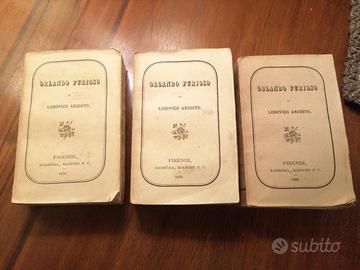 ORLANDO FURIOSO
DI
LODOVICO ARIOSTO.
FIRENZE,
BARBÈRA, BIANCHI E C.
ORLANDO FURIOSO
DI
LODOVICO ARIOSTO.
FIRENZE,
BARBÈRA, BIANCHI E C.
ORLANDO FURIOSO
DI
LODOVICO ARIOSTO.
FIRENZE,
BARBÈRA, BIANCHI E C.
subito